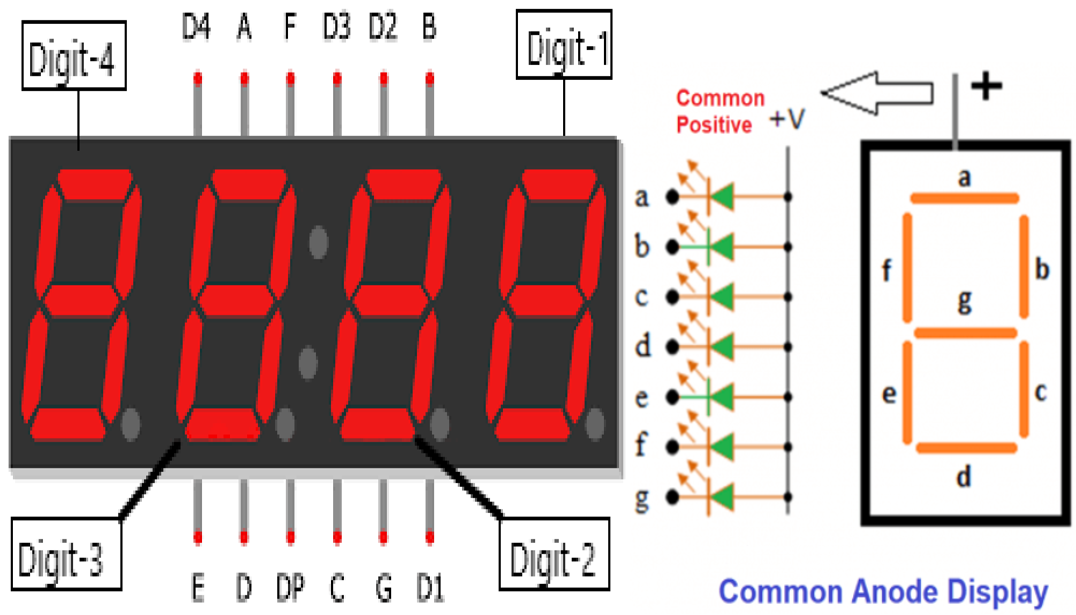 D4 A F D3 D2 B
Digit-4
Digit-1
Digit-3
Digit-2
E D DP C G D1
Common
Positive
+V
+
a
b
c
d
e
f
g
a
f
b
g
e
c
d
Common Anode Display